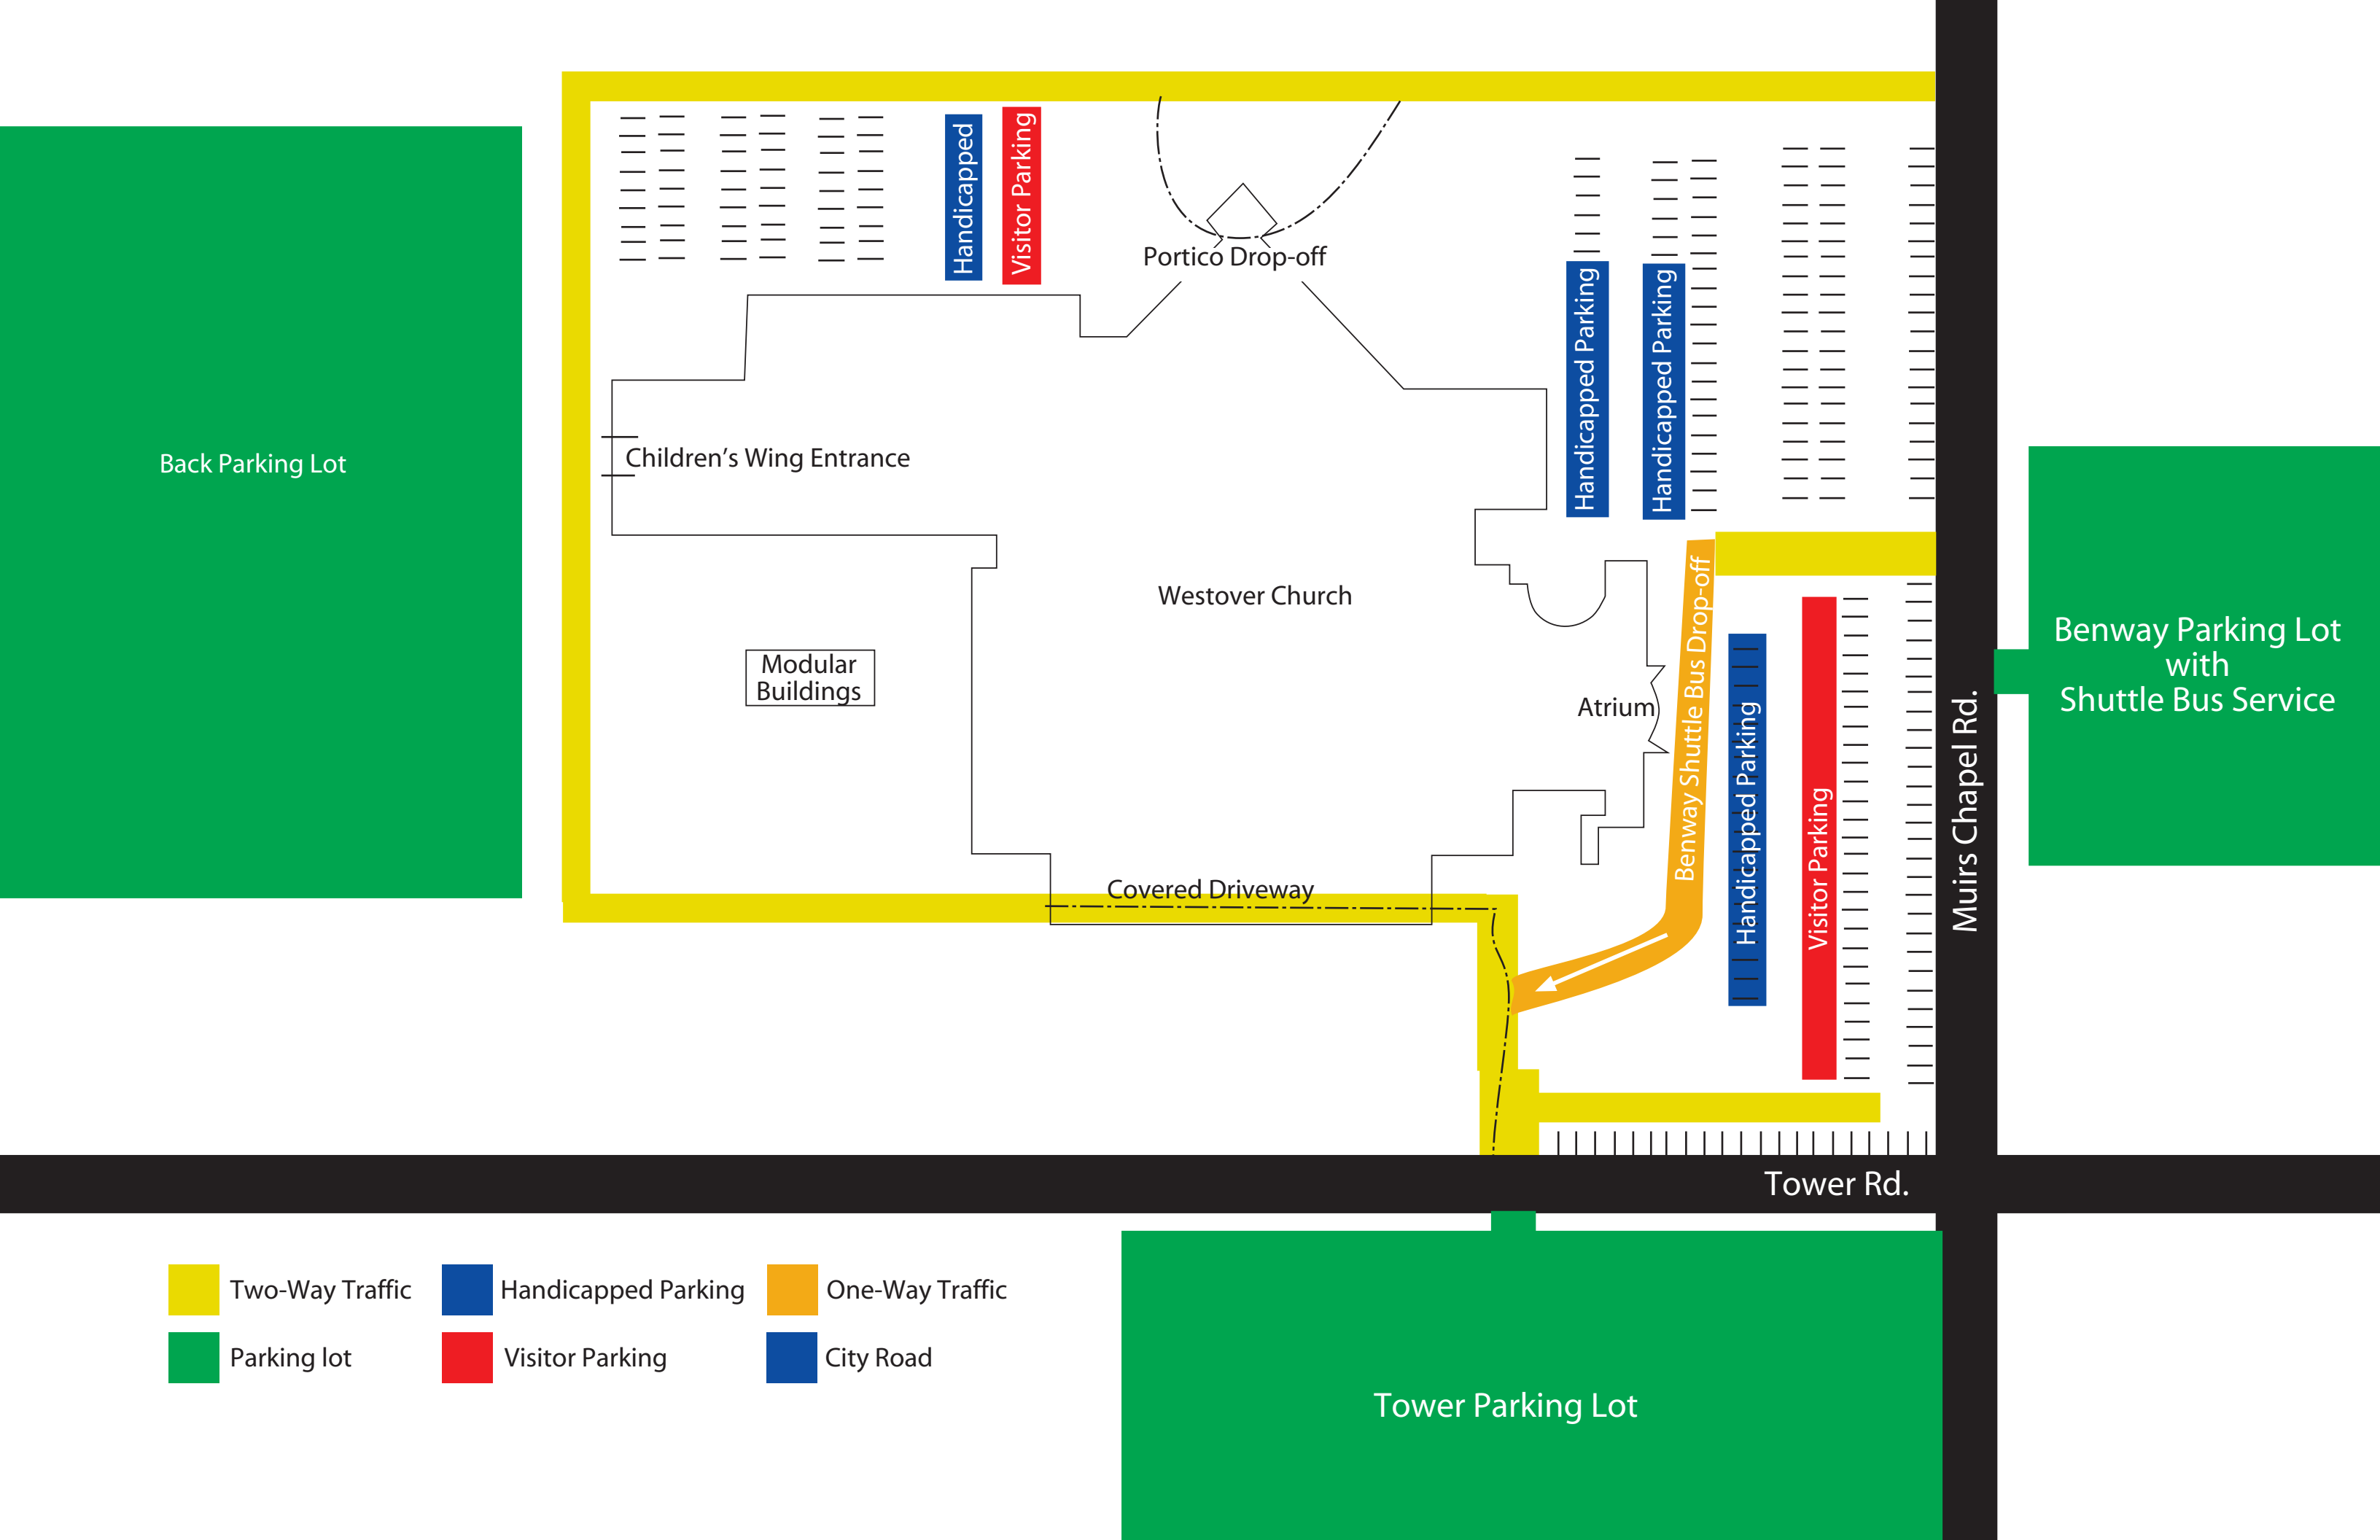 Handicapped
Visitor Parking
Portico Drop-off
Handicapped Parking
Handicapped Parking
Back Parking Lot
Children’s Wing Entrance
Westover Church
Benway Shuttle Bus Drop-off
Benway Parking Lot
with
Shuttle Bus Service
Modular
Buildings
Atrium
Handicapped Parking
Visitor Parking
Muirs Chapel Rd.
Covered Driveway
Tower Rd.
Two-Way Traffic
Handicapped Parking
One-Way Traffic
Parking lot
Visitor Parking
City Road
Tower Parking Lot